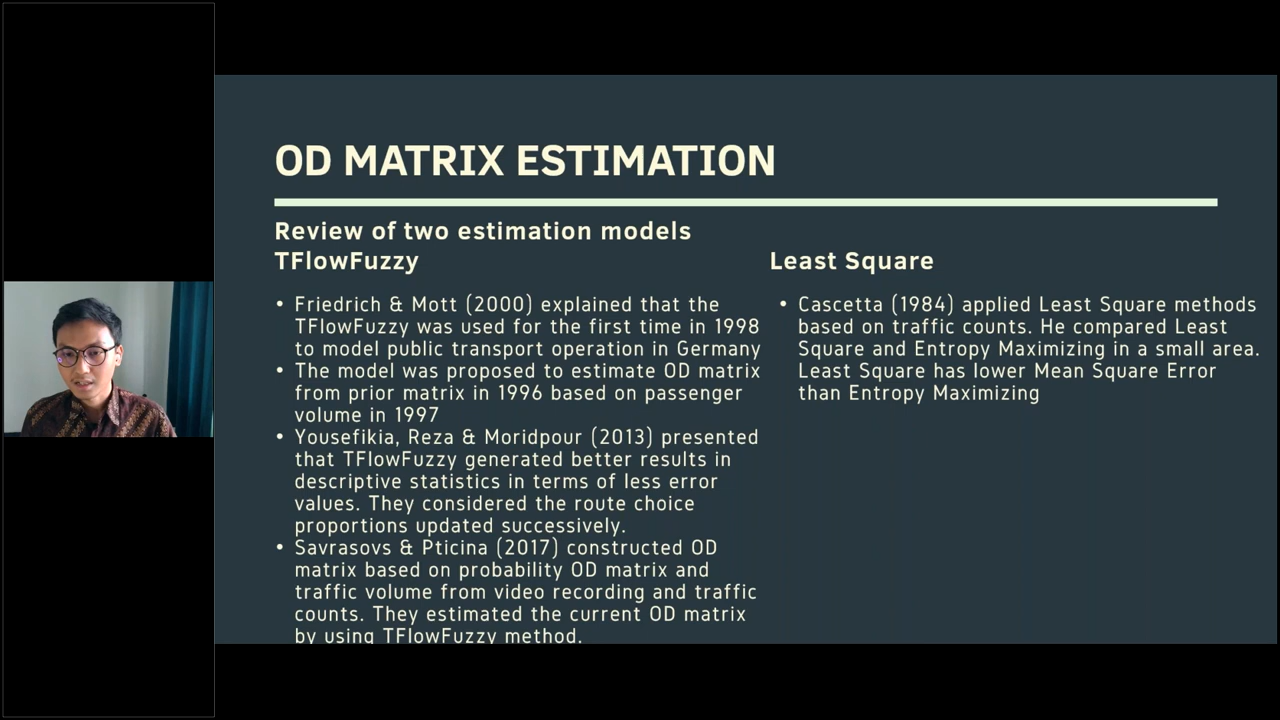 OD MATRIX ESTIMATION
Review of two estimation models
TFlowFuzzy
• Friedrich & Mott (2000) explained that the
TFlowFuzzy was used for the first time in 1998
to model public transport operation in Germany
• The model was proposed to estimate OD matrix
from prior matrix in 1996 based on passenger
volume in 1997
• Yousefikia, Reza & Moridpour (2013) presented
that TFlowFuzzy generated better results in
descriptive statistics in terms of less error
values. They considered the route choice
proportions updated successively.
• Savrasovs & Pticina (2017) constructed OD
matrix based on probability OD matrix and
traffic volume from video recording and traffic
counts. They estimated the current OD matrix
by using TFlowFuzzy method.
Least Square
• Cascetta (1984) applied Least Square methods
based on traffic counts. He compared Least
Square and Entropy Maximizing in a small area.
Least Square has lower Mean Square Error
than Entropy Maximizing